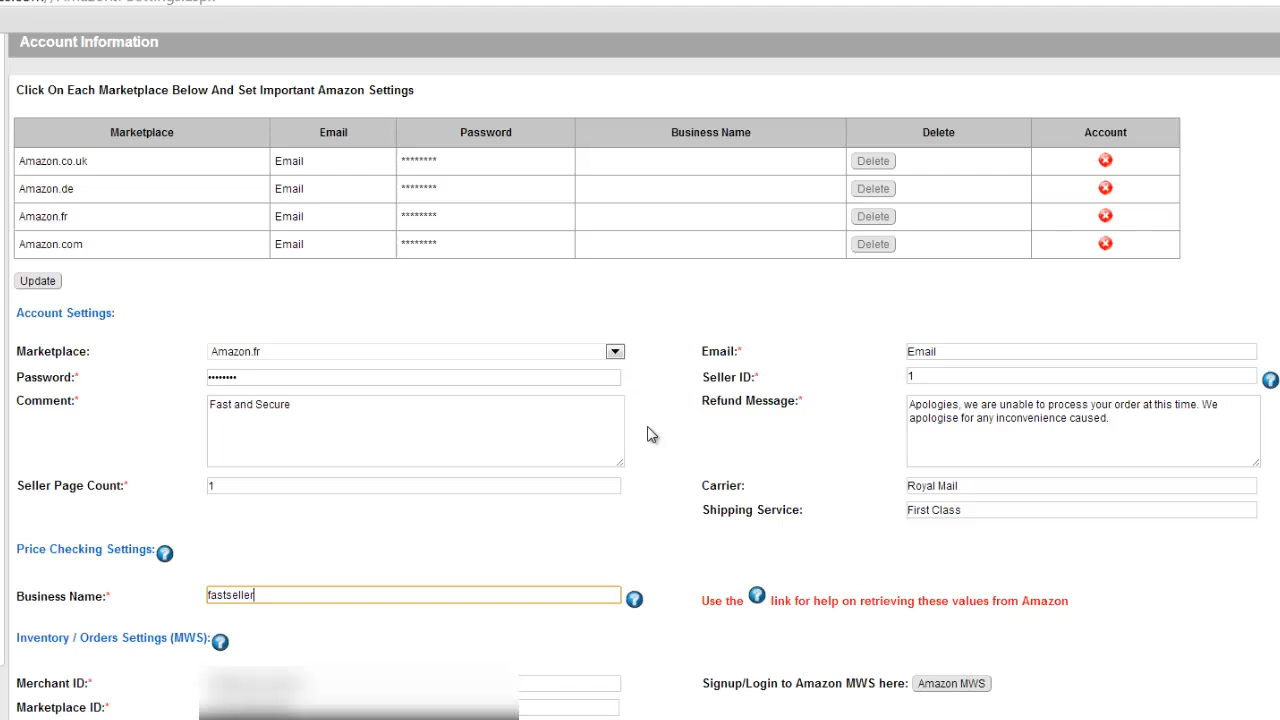 Account Information
Click On Each Marketplace Below And Set Important Amazon Settings
Marketplace Email Password Business Name Delete Account
Amazon.co.uk Email ******** Delete
Amazon.de Email ******** Delete
Amazon.fr Email ******** Delete
Amazon.com Email ******** Delete
Update
Account Settings:
Marketplace: Amazon.fr Email:* Email
Password:* •••••••• Seller ID:* 1
Comment:* Fast and Secure Refund Message:* Apologies, we are unable to process your order at this time. We
apologise for any inconvenience caused.
Seller Page Count:* 1 Carrier: Royal Mail
Shipping Service: First Class
Price Checking Settings:
Business Name:* fastseller Use the ? link for help on retrieving these values from Amazon
Inventory / Orders Settings (MWS):
Merchant ID:* Signup/Login to Amazon MWS here: Amazon MWS
Marketplace ID:*